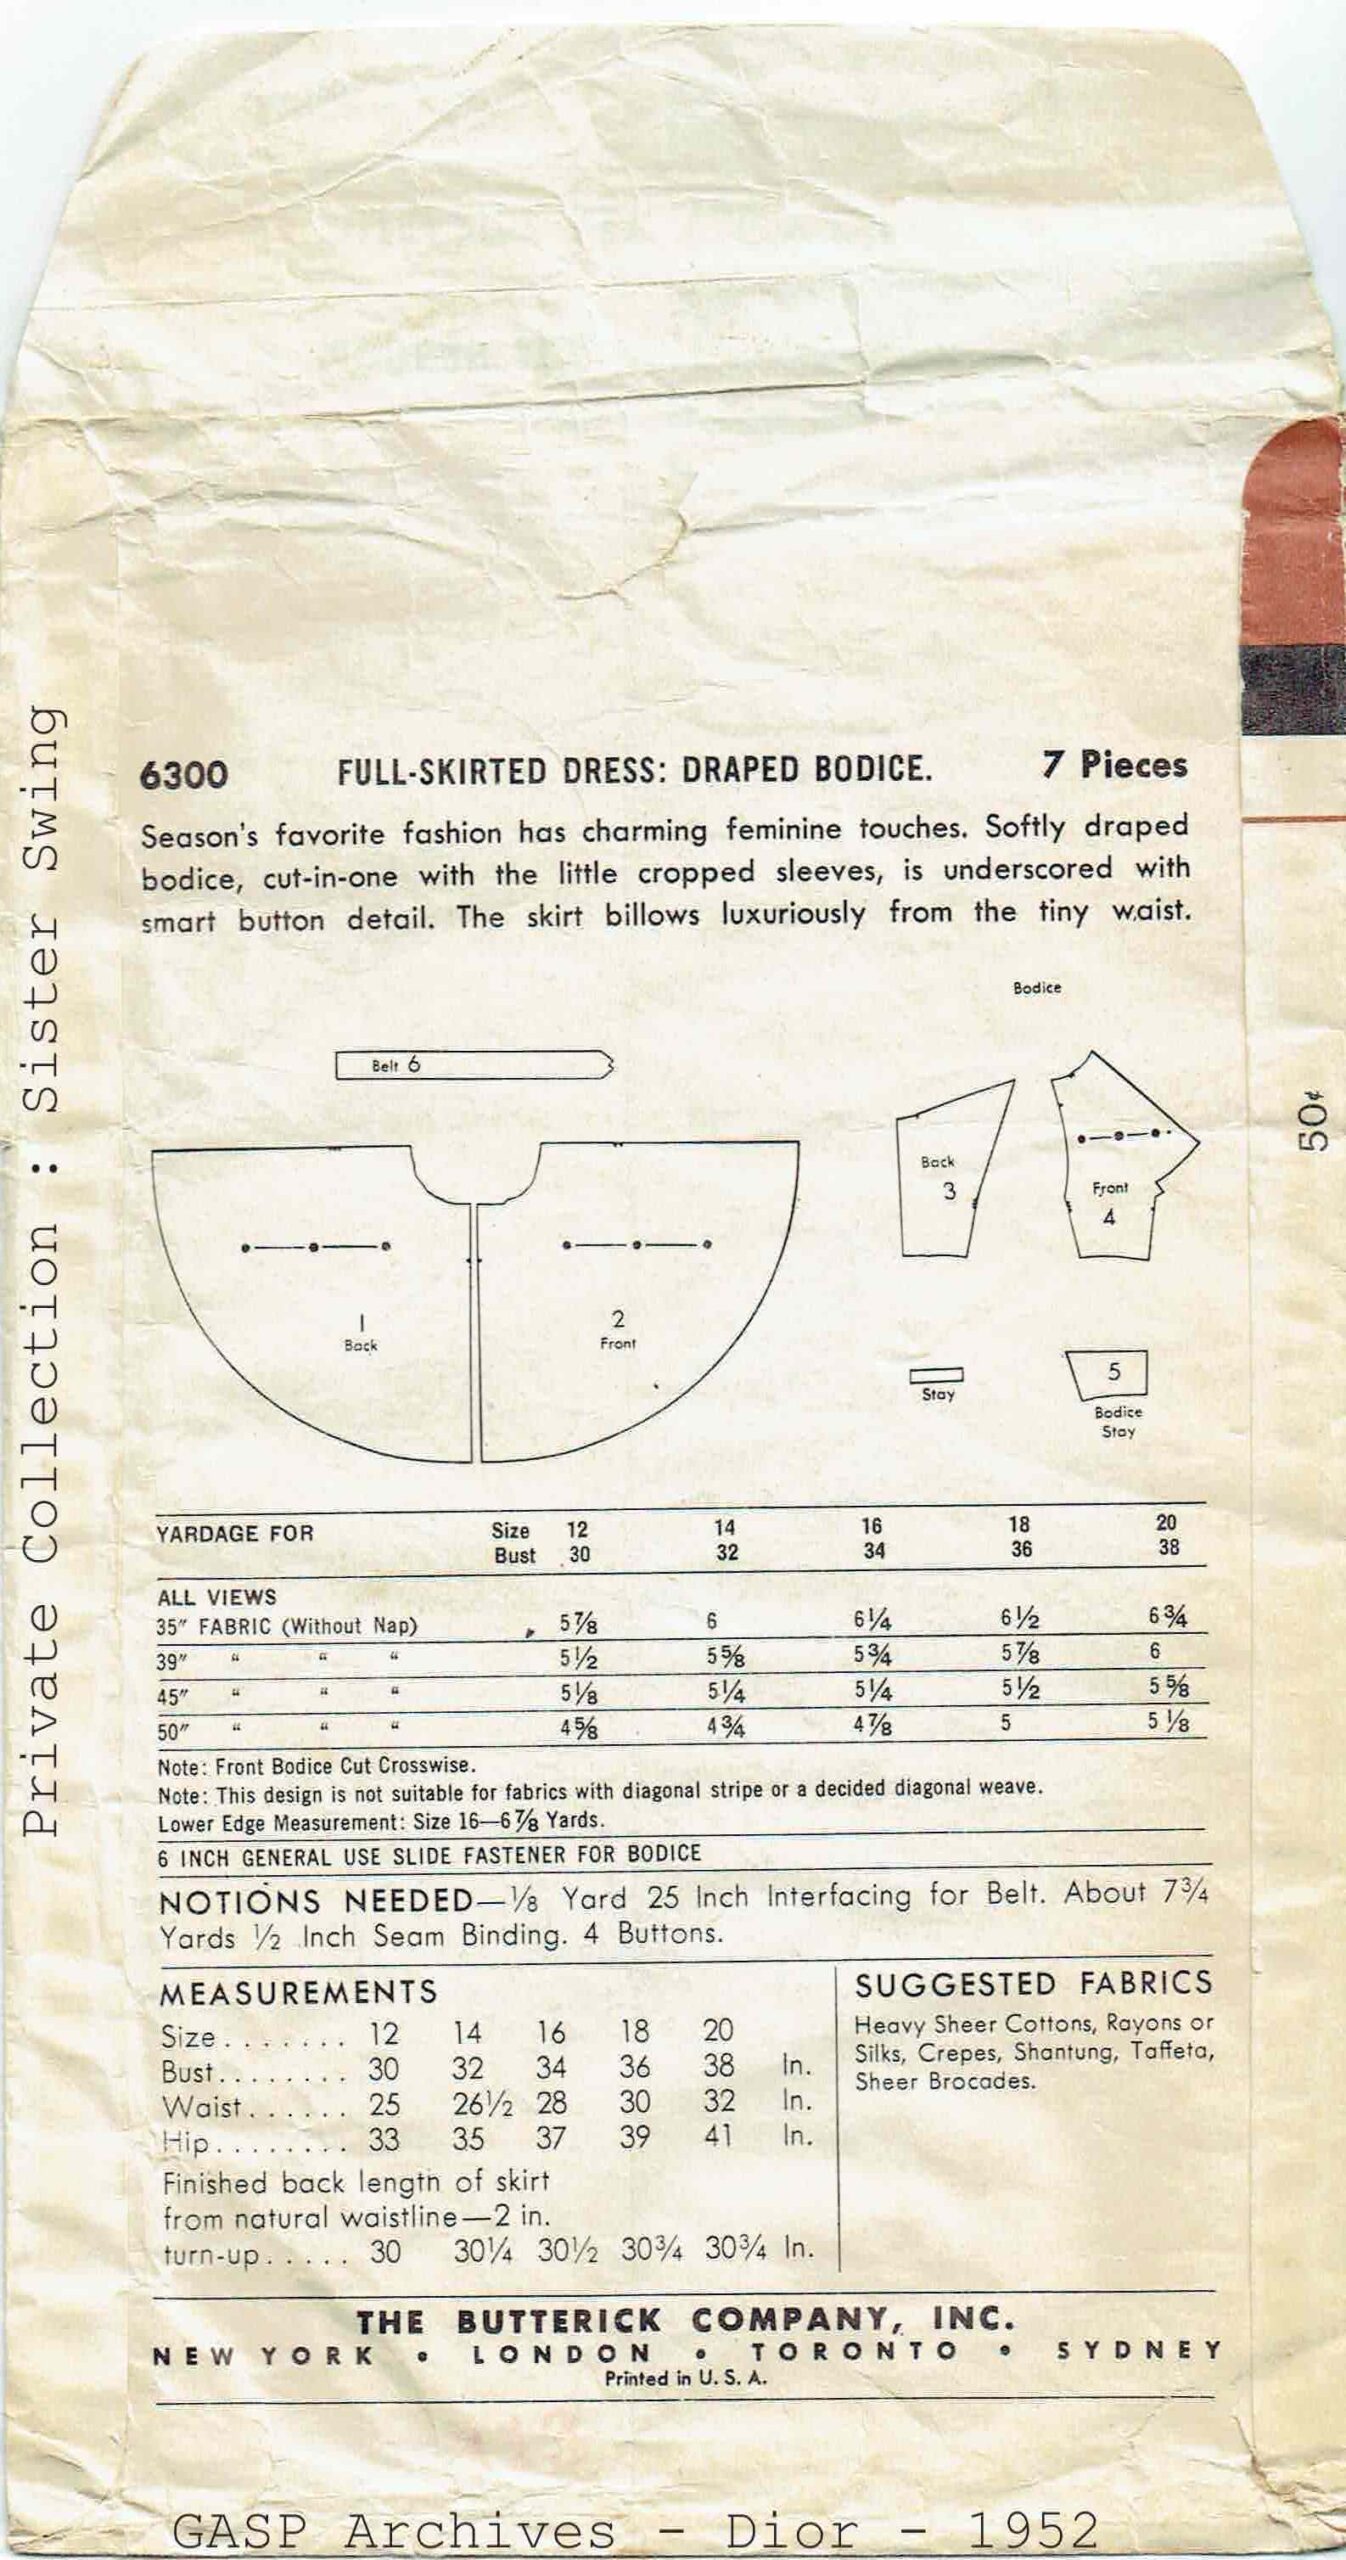 6300 FULL-SKIRTED DRESS: DRAPED BODICE. 7 Pieces
Season's favorite fashion has charming feminine touches. Softly draped
bodice, cut-in-one with the little cropped sleeves, is underscored with
smart button detail. The skirt billows luxuriously from the tiny waist.
Bodice
Belt 6
Back
3
Front
4
1
Back
2
Front
Stay
5
Bodice
Stay
YARDAGE FOR Size 12 14 16 18 20
Bust 30 32 34 36 38
ALL VIEWS
35" FABRIC (Without Nap) 5⅞ 6 6¼ 6½ 6¾
39" " " " 5½ 5⅝ 5¾ 5⅞ 6
45" " " " 5⅛ 5¼ 5¼ 5½ 5⅝
50" " " " 4⅝ 4¾ 4⅞ 5 5⅛
Note: Front Bodice Cut Crosswise.
Note: This design is not suitable for fabrics with diagonal stripe or a decided diagonal weave.
Lower Edge Measurement: Size 16—6⅞ Yards.
6 INCH GENERAL USE SLIDE FASTENER FOR BODICE
NOTIONS NEEDED—⅛ Yard 25 Inch Interfacing for Belt. About 7¾
Yards ½ Inch Seam Binding. 4 Buttons.
MEASUREMENTS
Size....... 12 14 16 18 20
Bust........ 30 32 34 36 38 In.
Waist...... 25 26½ 28 30 32 In.
Hip........ 33 35 37 39 41 In.
Finished back length of skirt
from natural waistline—2 in.
turn-up..... 30 30¼ 30½ 30¾ 30¾ In.
SUGGESTED FABRICS
Heavy Sheer Cottons, Rayons or
Silks, Crepes, Shantung, Taffeta,
Sheer Brocades.
THE BUTTERICK COMPANY, INC.
NEW YORK • LONDON • TORONTO • SYDNEY
Printed in U. S. A.
50¢
Private Collection : Sister Swing
GASP Archives - Dior - 1952